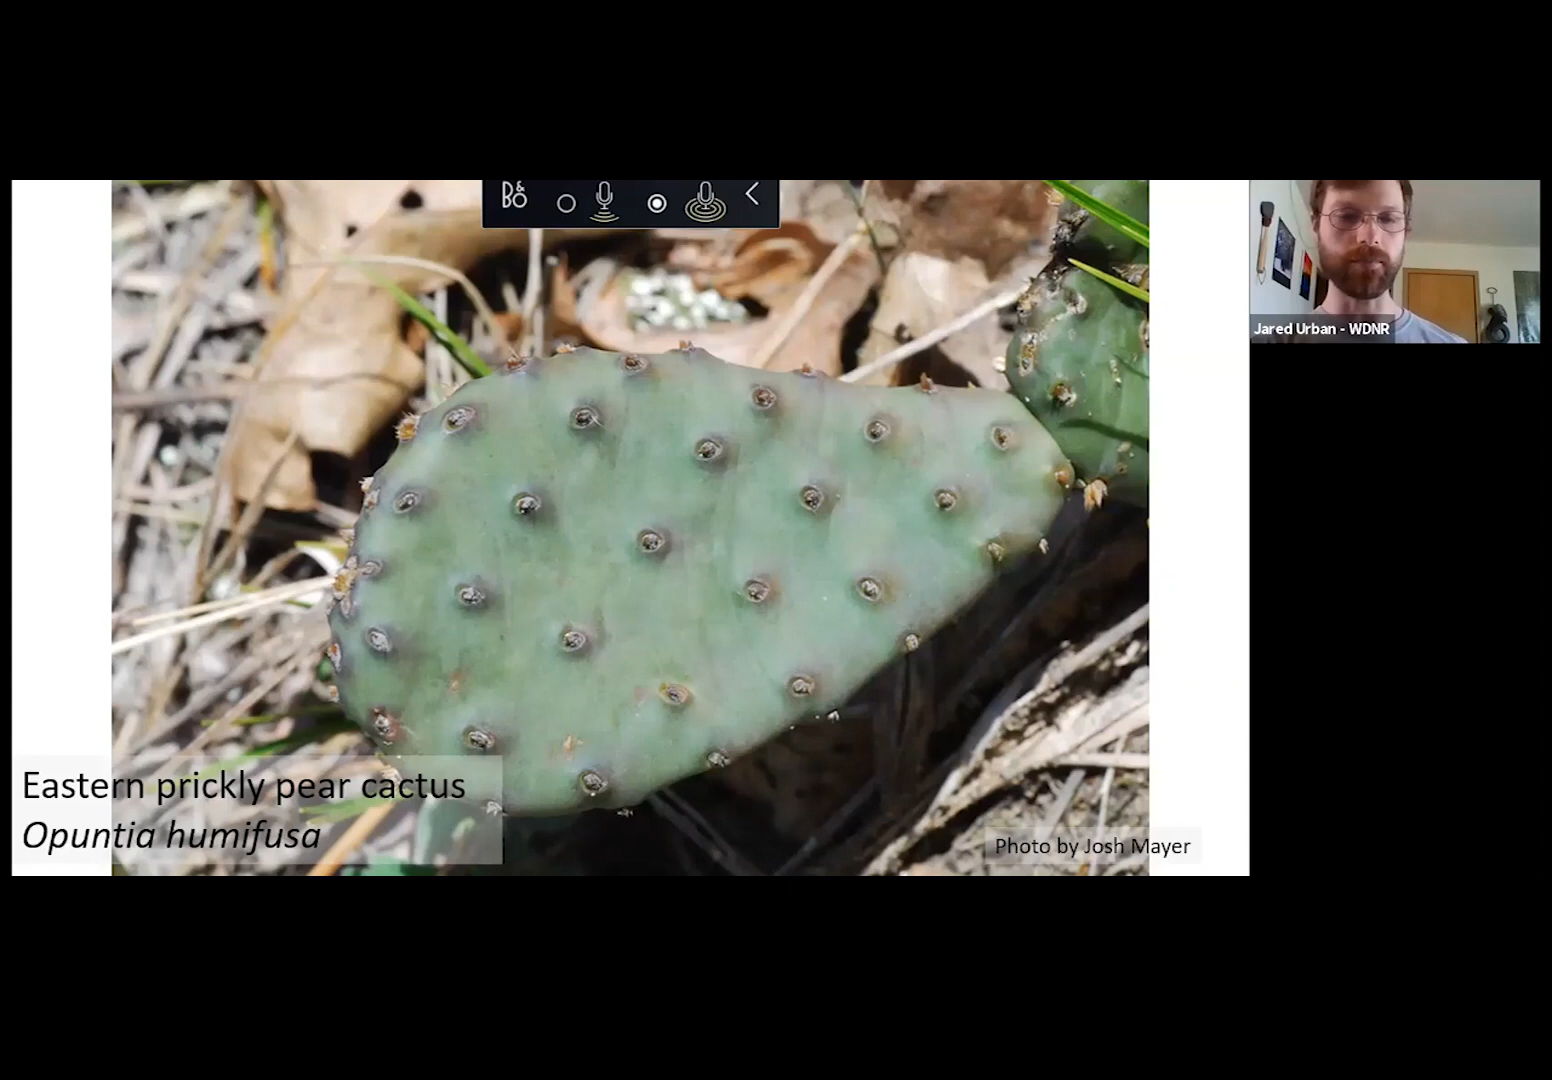 B&O
Jared Urban - WDNR
Eastern prickly pear cactus
Opuntia humifusa
Photo by Josh Mayer